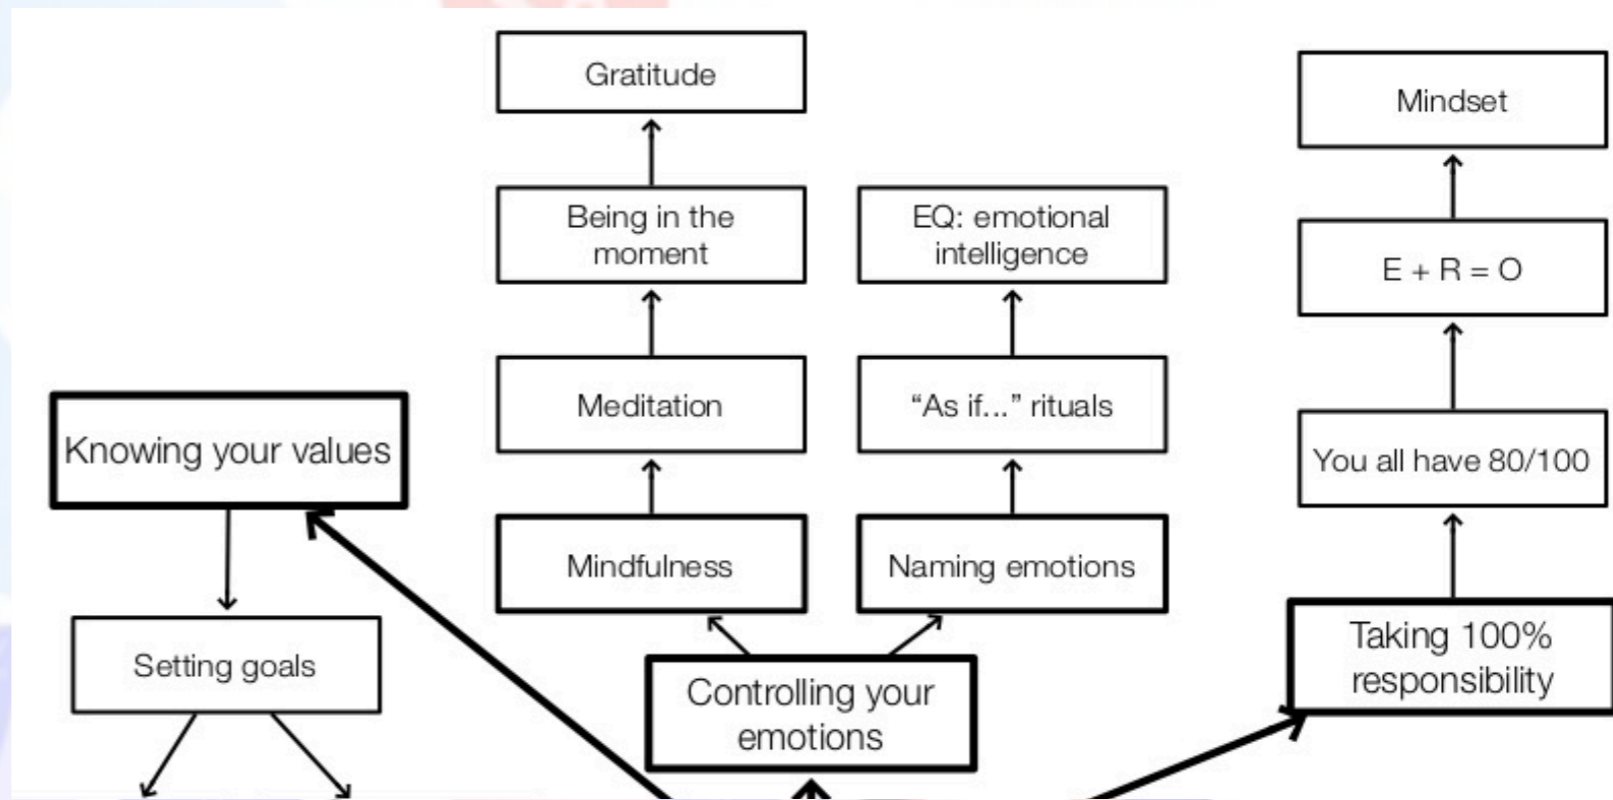 Gratitude
Mindset
Being in the
moment
EQ: emotional
intelligence
E + R = O
Meditation
“As if...” rituals
Knowing your values
You all have 80/100
Mindfulness
Naming emotions
Taking 100%
responsibility
Setting goals
Controlling your
emotions